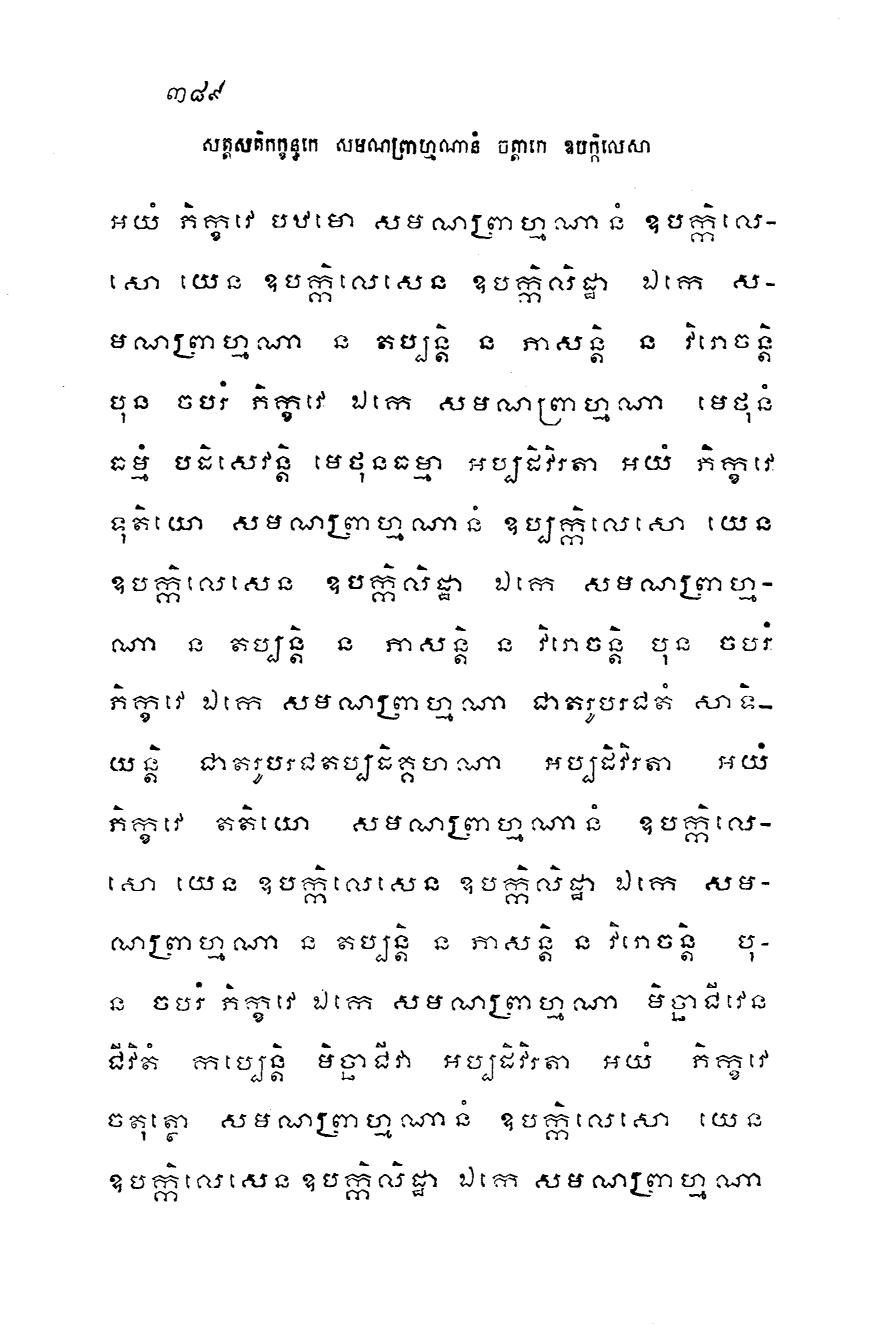 ៣៨៩
សត្តសតិកក្ខន្ធកេ សមណព្រាហ្មណានំ ចត្តារោ ឧបក្កិលេសា
អយំ ភិក្ខវេ បឋមោ សមណព្រាហ្មណានំ ឧបក្កិលេ-
សោ យេន ឧបក្កិលេសេន ឧបក្កិលិដ្ឋា ឯកេ ស-
មណព្រាហ្មណា ន តប្បន្តិ ន ភាសន្តិ ន វិរោចន្តិ
បុន ចបរំ ភិក្ខវេ ឯកេ សមណព្រាហ្មណា មេថុនំ
ធម្មំ បដិសេវន្តិ មេថុនធម្មា អប្បដិវិរតា អយំ ភិក្ខវេ
ទុតិយោ សមណព្រាហ្មណានំ ឧប្បក្កិលេសោ យេន
ឧបក្កិលេសេន ឧបក្កិលិដ្ឋា ឯកេ សមណព្រាហ្ម-
ណា ន តប្បន្តិ ន ភាសន្តិ ន វិរោចន្តិ បុន ចបរំ
ភិក្ខវេ ឯកេ សមណព្រាហ្មណា ជាតរូបរជតំ សាទិ-
យន្តិ ជាតរូបរជតប្បដិគ្គហណា អប្បដិវិរតា អយំ
ភិក្ខវេ តតិយោ សមណព្រាហ្មណានំ ឧបក្កិលេ-
សោ យេន ឧបក្កិលេសេន ឧបក្កិលិដ្ឋា ឯកេ សម-
ណព្រាហ្មណា ន តប្បន្តិ ន ភាសន្តិ ន វិរោចន្តិ បុ-
ន ចបរំ ភិក្ខវេ ឯកេ សមណព្រាហ្មណា មិច្ឆាជីវេន
ជីវិតំ កប្បេន្តិ មិច្ឆាជីវា អប្បដិវិរតា អយំ ភិក្ខវេ
ចតុត្ថោ សមណព្រាហ្មណានំ ឧបក្កិលេសោ យេន
ឧបក្កិលេសេន ឧបក្កិលិដ្ឋា ឯកេ សមណព្រាហ្មណា